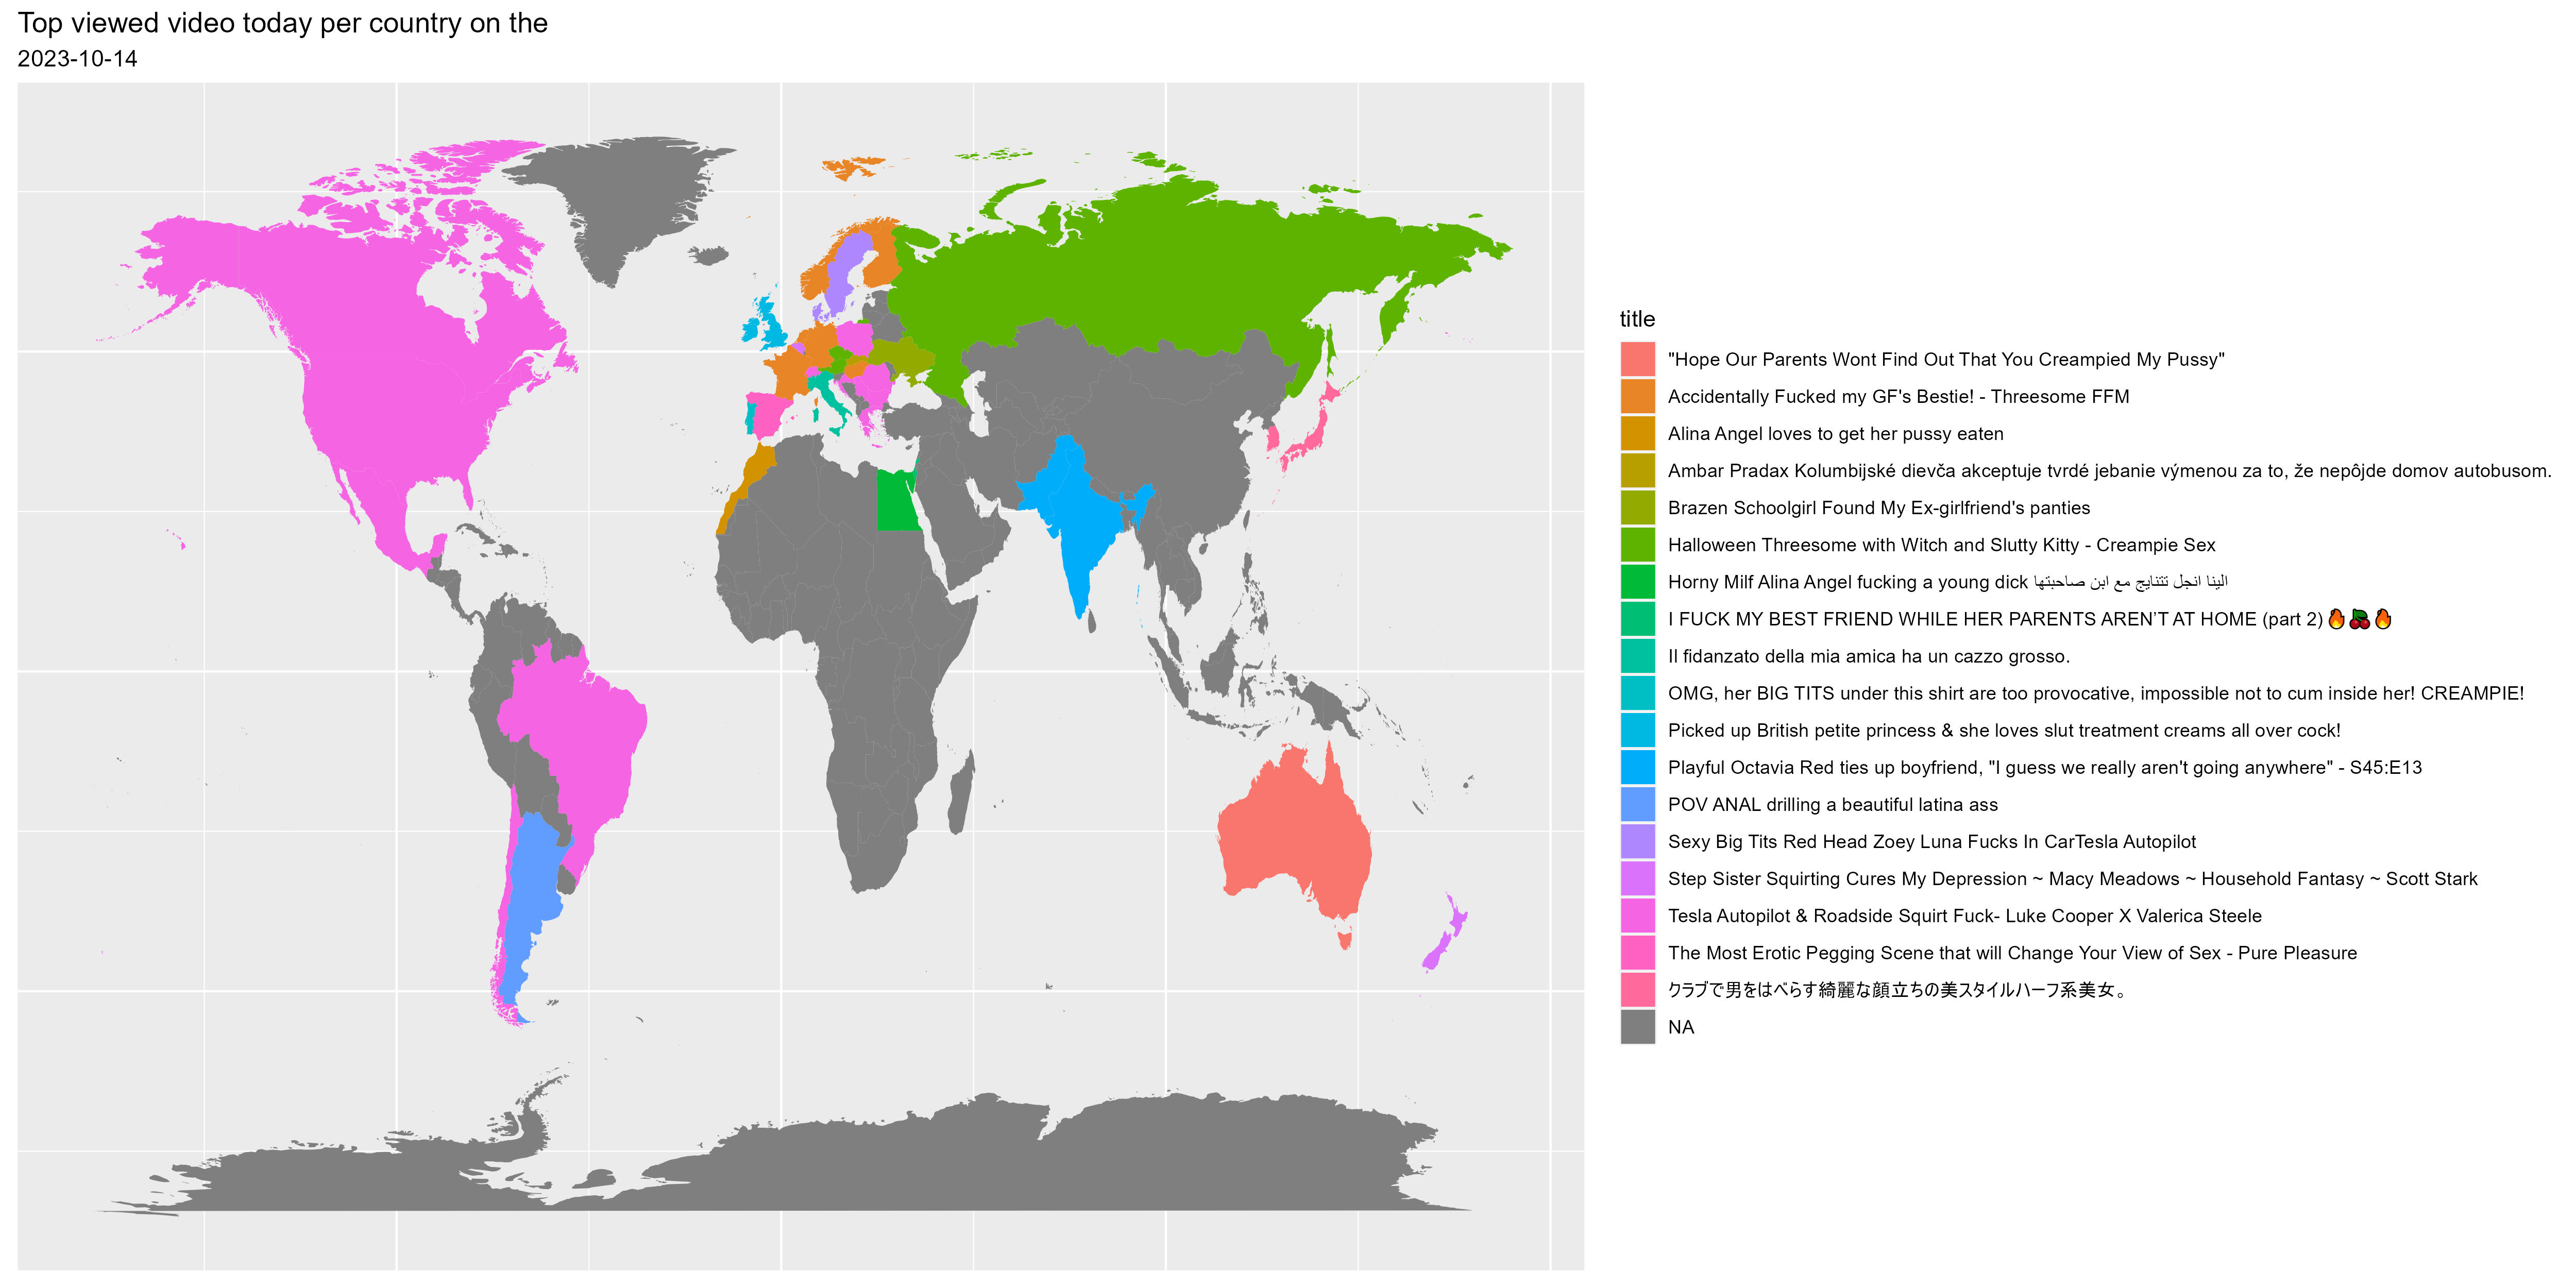 Top viewed video today per country on the
2023-10-14
title
"Hope Our Parents Wont Find Out That You Creampied My Pussy"
Accidentally Fucked my GF's Bestie! - Threesome FFM
Alina Angel loves to get her pussy eaten
Ambar Pradax Kolumbijské dievča akceptuje tvrdé jebanie výmenou za to, že nepôjde domov autobusom.
Brazen Schoolgirl Found My Ex-girlfriend's panties
Halloween Threesome with Witch and Slutty Kitty - Creampie Sex
Horny Milf Alina Angel fucking a young dick الينا انجل تتنايج مع ابن صاحبتها
I FUCK MY BEST FRIEND WHILE HER PARENTS AREN’T AT HOME (part 2)🔥🍒🔥
Il fidanzato della mia amica ha un cazzo grosso.
OMG, her BIG TITS under this shirt are too provocative, impossible not to cum inside her! CREAMPIE!
Picked up British petite princess & she loves slut treatment creams all over cock!
Playful Octavia Red ties up boyfriend, "I guess we really aren't going anywhere" - S45:E13
POV ANAL drilling a beautiful latina ass
Sexy Big Tits Red Head Zoey Luna Fucks In CarTesla Autopilot
Step Sister Squirting Cures My Depression ~ Macy Meadows ~ Household Fantasy ~ Scott Stark
Tesla Autopilot & Roadside Squirt Fuck- Luke Cooper X Valerica Steele
The Most Erotic Pegging Scene that will Change Your View of Sex - Pure Pleasure
クラブで男をはべらす綺麗な顔立ちの美スタイルハーフ系美女。
NA